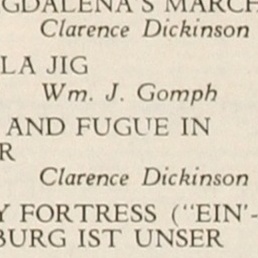 GDALENA'S MARCH
Clarence Dickinson
LA JIG
Wm. J. Gomph
AND FUGUE IN
R
Clarence Dickinson
Y FORTRESS ("EIN'-
BURG IST UNSER